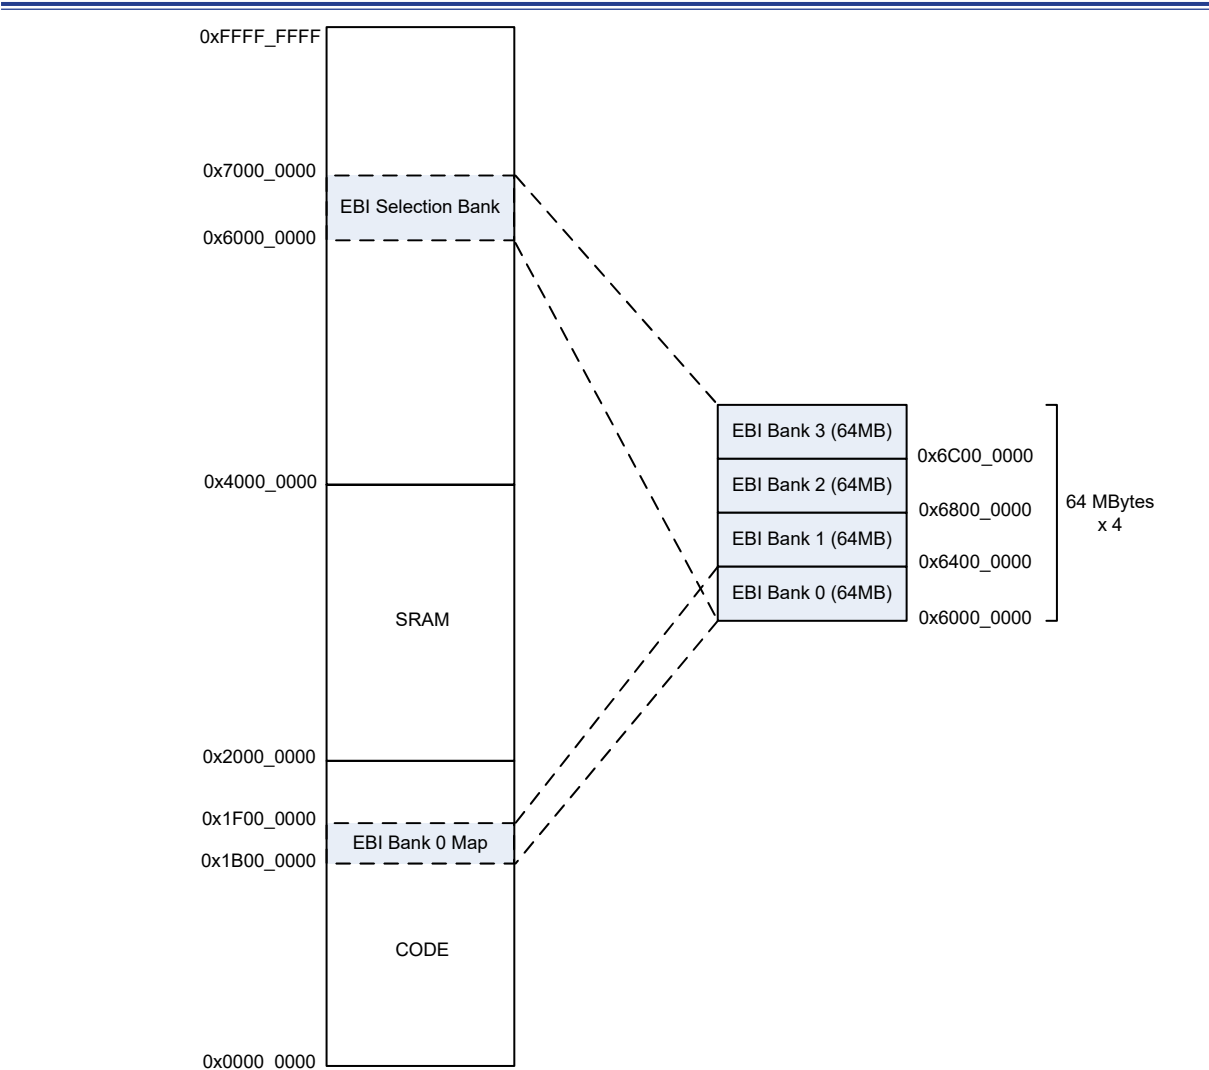 0xFFFF_FFFF
0x7000_0000
EBI Selection Bank
0x6000_0000
EBI Bank 3 (64MB)
0x6C00_0000
0x4000_0000
EBI Bank 2 (64MB)
64 MBytes
x 4
0x6800_0000
EBI Bank 1 (64MB)
0x6400_0000
EBI Bank 0 (64MB)
0x6000_0000
SRAM
0x2000_0000
0x1F00_0000
EBI Bank 0 Map
0x1B00_0000
CODE
0x0000_0000